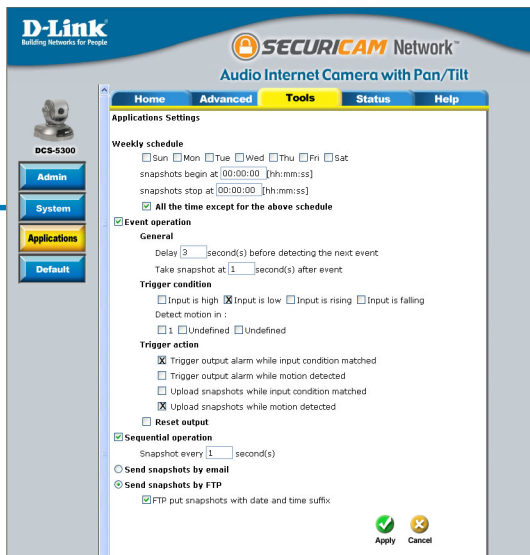 D-Link®
Building Networks for People
SECURICAM Network™
Audio Internet Camera with Pan/Tilt
Home Advanced Tools Status Help
DCS-5300
Admin
System
Applications
Default
Applications Settings
Weekly schedule
Sun Mon Tue Wed Thu Fri Sat
snapshots begin at 00:00:00 [hh:mm:ss]
snapshots stop at 00:00:00 [hh:mm:ss]
All the time except for the above schedule
Event operation
General
Delay 3 second(s) before detecting the next event
Take snapshot at 1 second(s) after event
Trigger condition
Input is high X Input is low Input is rising Input is falling
Detect motion in :
1 Undefined Undefined
Trigger action
X Trigger output alarm while input condition matched
Trigger output alarm while motion detected
Upload snapshots while input condition matched
X Upload snapshots while motion detected
Reset output
Sequential operation
Snapshot every 1 second(s)
Send snapshots by email
Send snapshots by FTP
FTP put snapshots with date and time suffix
Apply Cancel